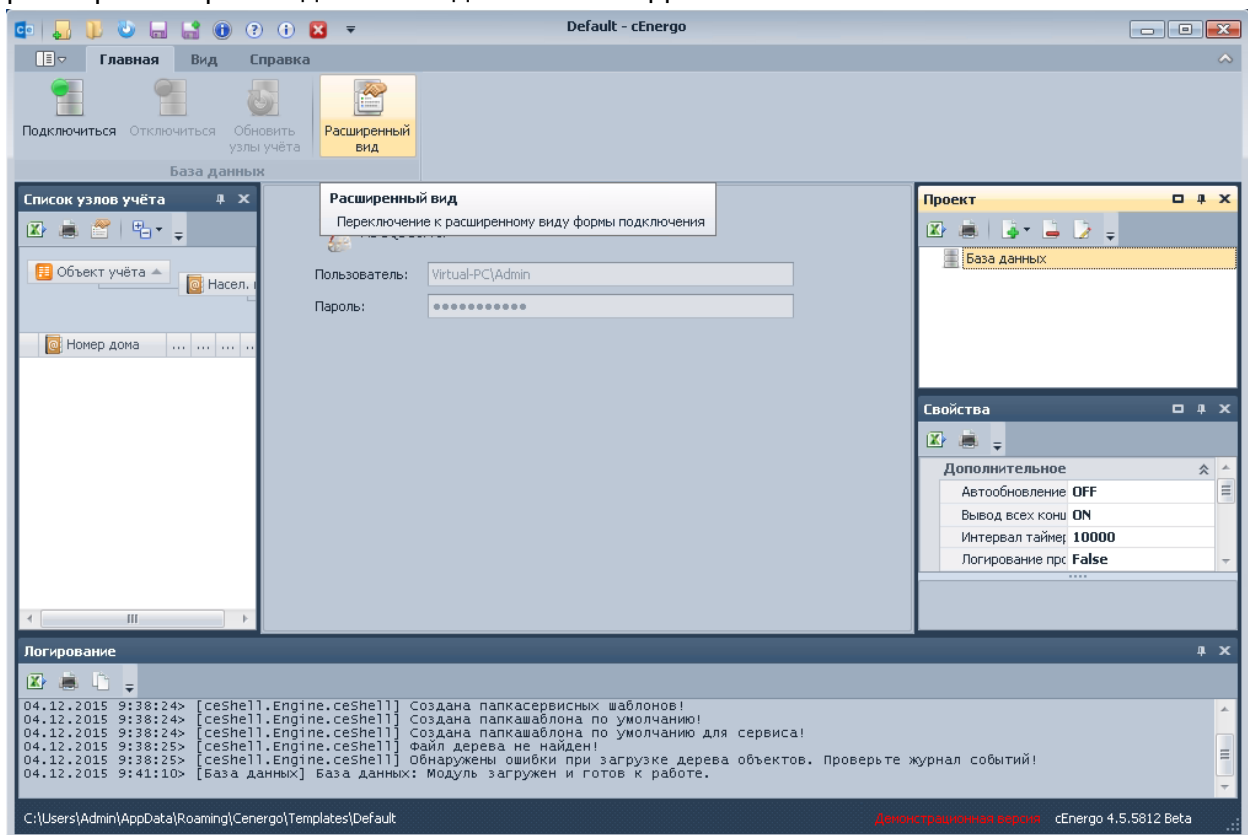 Default - cEnergo
Главная Вид Справка
Подключиться Отключиться Обновить узлы учёта Расширенный вид
База данных
Список узлов учёта
Расширенный вид
Переключение к расширенному виду формы подключения
Проект
База данных
Объект учёта
Насел.
Номер дома ... ... ... ..
Пользователь: Virtual-PC\Admin
Пароль: ●●●●●●●●●●●
Свойства
Дополнительное
Автообновление OFF
Вывод всех конц ON
Интервал таймер 10000
Логирование про False
Логирование
04.12.2015 9:38:24> [ceShell.Engine.ceShell] Создана папкасервисных шаблонов!
04.12.2015 9:38:24> [ceShell.Engine.ceShell] Создана папкашаблона по умолчанию!
04.12.2015 9:38:24> [ceShell.Engine.ceShell] Создана папкашаблона по умолчанию для сервиса!
04.12.2015 9:38:25> [ceShell.Engine.ceShell] Файл дерева не найден!
04.12.2015 9:38:25> [ceShell.Engine.ceShell] Обнаружены ошибки при загрузке дерева объектов. Проверьте журнал событий!
04.12.2015 9:41:10> [База данных] База данных: Модуль загружен и готов к работе.
C:\Users\Admin\AppData\Roaming\Cenergo\Templates\Default Демонстрационная версия cEnergo 4.5.5812 Beta